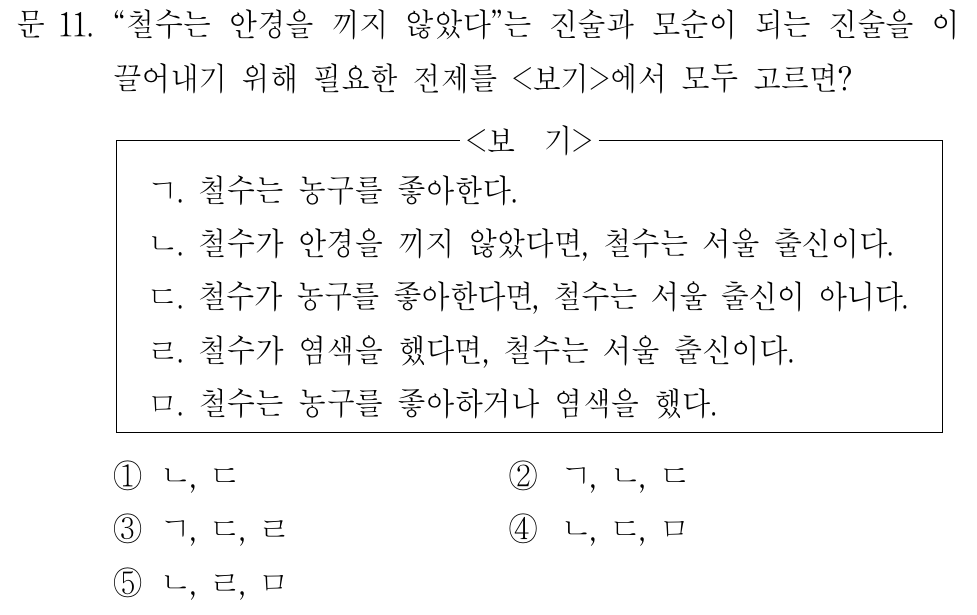 문 11. “철수는 안경을 끼지 않았다”는 진술과 모순이 되는 진술을 이
끌어내기 위해 필요한 전제를 <보기>에서 모두 고르면?
<보 기>
ㄱ. 철수는 농구를 좋아한다.
ㄴ. 철수가 안경을 끼지 않았다면, 철수는 서울 출신이다.
ㄷ. 철수가 농구를 좋아한다면, 철수는 서울 출신이 아니다.
ㄹ. 철수가 염색을 했다면, 철수는 서울 출신이다.
ㅁ. 철수는 농구를 좋아하거나 염색을 했다.
① ㄴ, ㄷ ② ㄱ, ㄴ, ㄷ
③ ㄱ, ㄷ, ㄹ ④ ㄴ, ㄷ, ㅁ
⑤ ㄴ, ㄹ, ㅁ